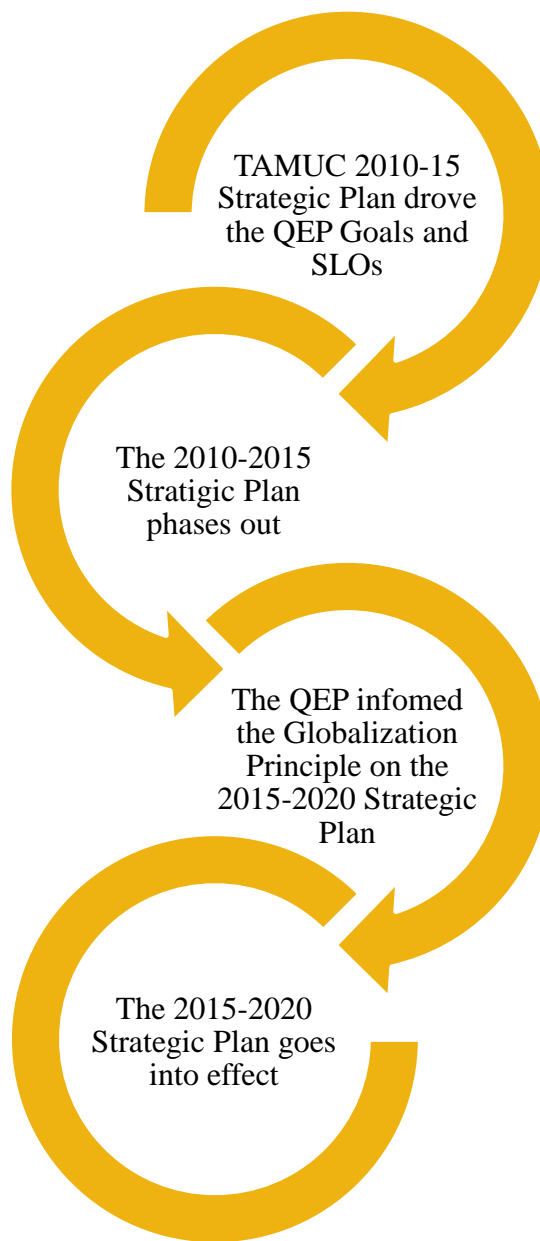 TAMUC 2010-15
Strategic Plan drove
the QEP Goals and
SLOs
The 2010-2015
Stratigic Plan
phases out
The QEP infomed
the Globalization
Principle on the
2015-2020 Strategic
Plan
The 2015-2020
Strategic Plan goes
into effect